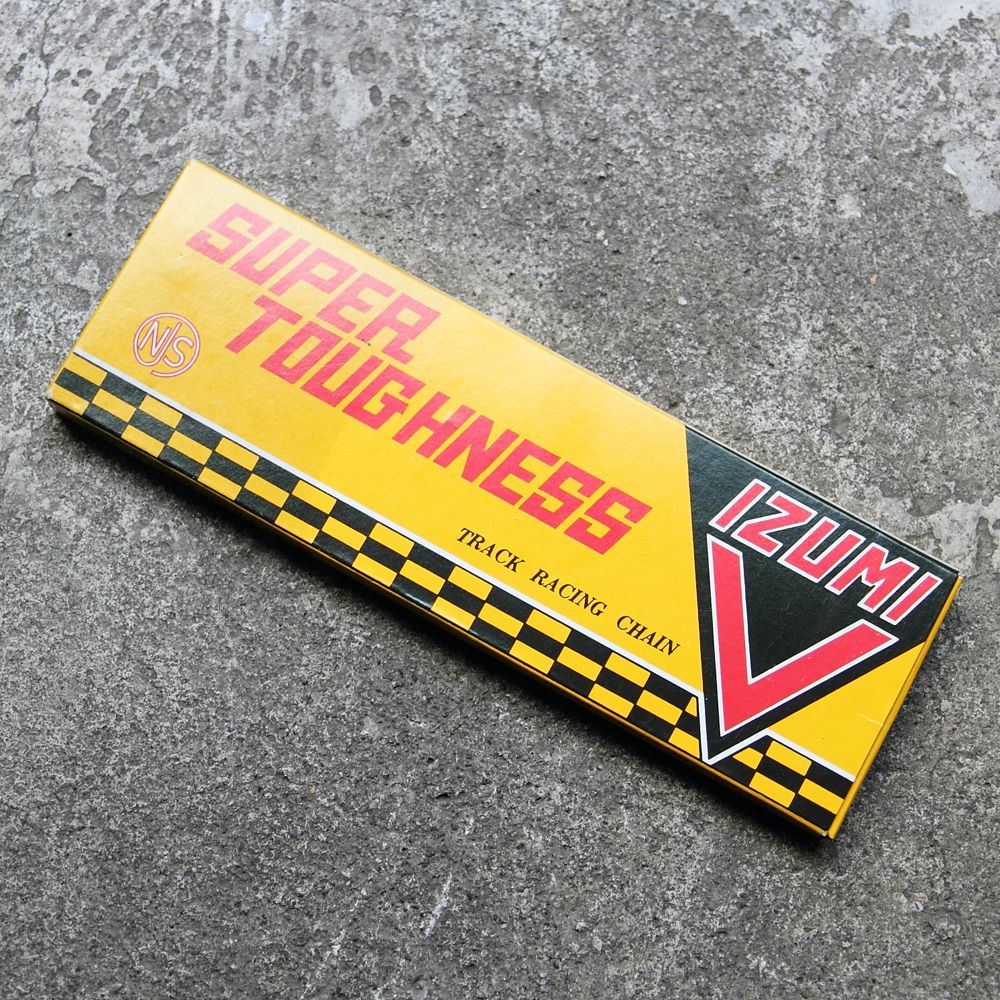 SUPER
TOUGHNESS
NJS
TRACK RACING CHAIN
IZUMI
V